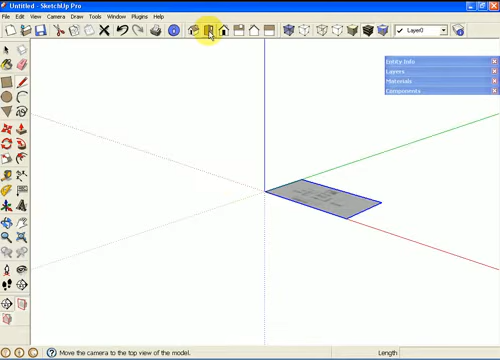 Untitled - SketchUp Pro
File Edit View Camera Draw Tools Window Plugins Help
Layer0
Entity Info
Layers
Materials
Components
Move the camera to the top view of the model.
Length